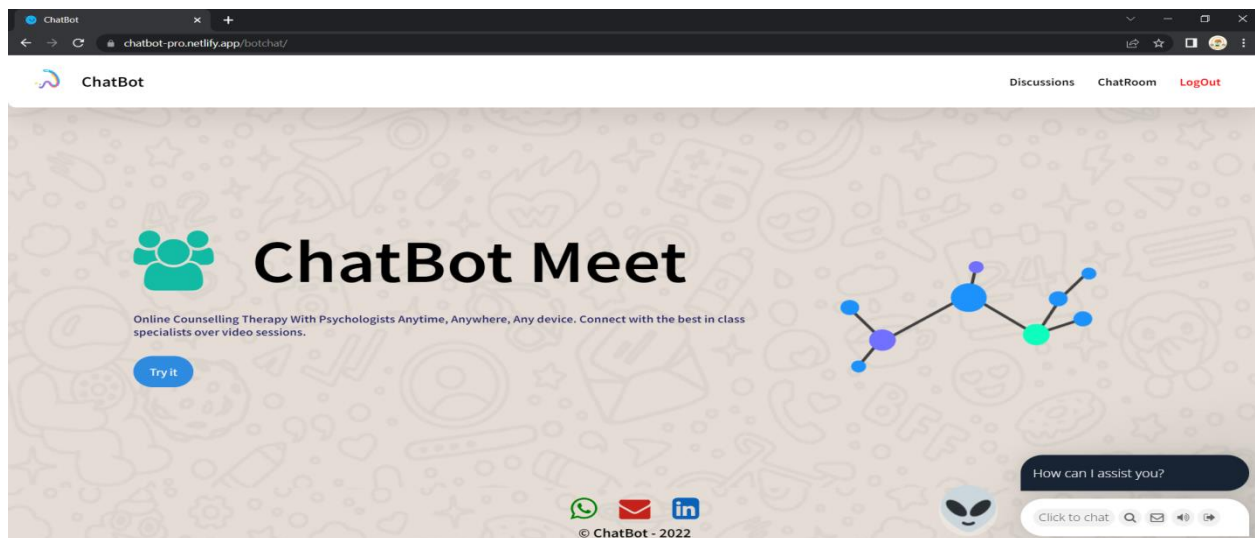 ChatBot
chatbot-pro.netlify.app/botchat/
ChatBot
Discussions ChatRoom LogOut
ChatBot Meet
Online Counselling Therapy With Psychologists Anytime, Anywhere, Any device. Connect with the best in class
specialists over video sessions.
Try it
How can I assist you?
Click to chat
in
© ChatBot - 2022